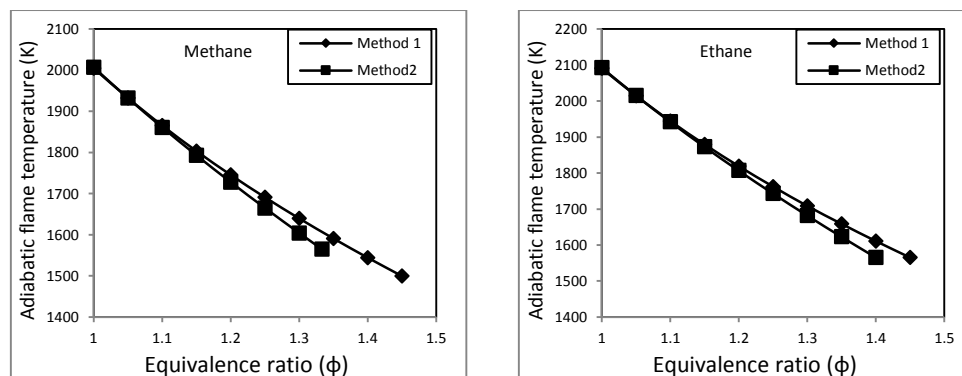 Methane
Method 1
Method2
Adiabatic flame temperature (K)
2100
2000
1900
1800
1700
1600
1500
1400
1 1.1 1.2 1.3 1.4 1.5
Equivalence ratio (ϕ)
Ethane
Method 1
Method2
Adiabatic flame temperature (K)
2200
2100
2000
1900
1800
1700
1600
1500
1400
1 1.1 1.2 1.3 1.4 1.5
Equivalence ratio (ϕ)